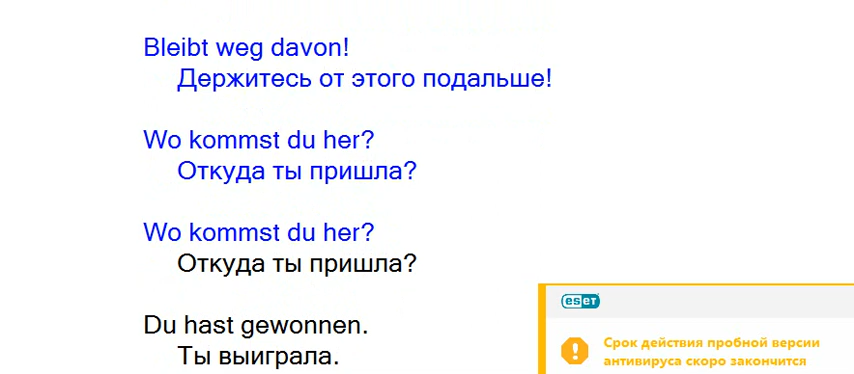 Bleibt weg davon!
Держитесь от этого подальше!
Wo kommst du her?
Откуда ты пришла?
Wo kommst du her?
Откуда ты пришла?
Du hast gewonnen.
Ты выиграла.
eset
Срок действия пробной версии
антивируса скоро закончится